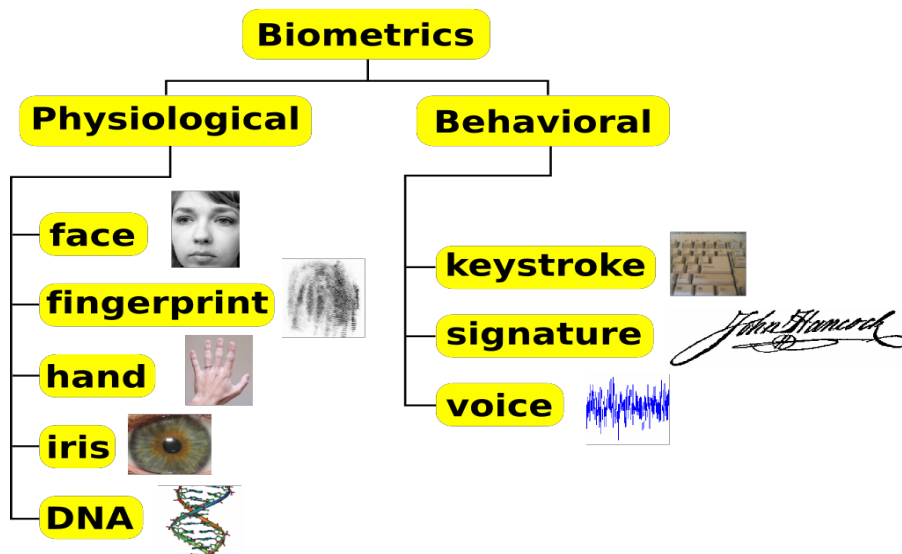 Biometrics
Physiological
Behavioral
face
fingerprint
hand
iris
DNA
keystroke
signature
John Hancock
voice